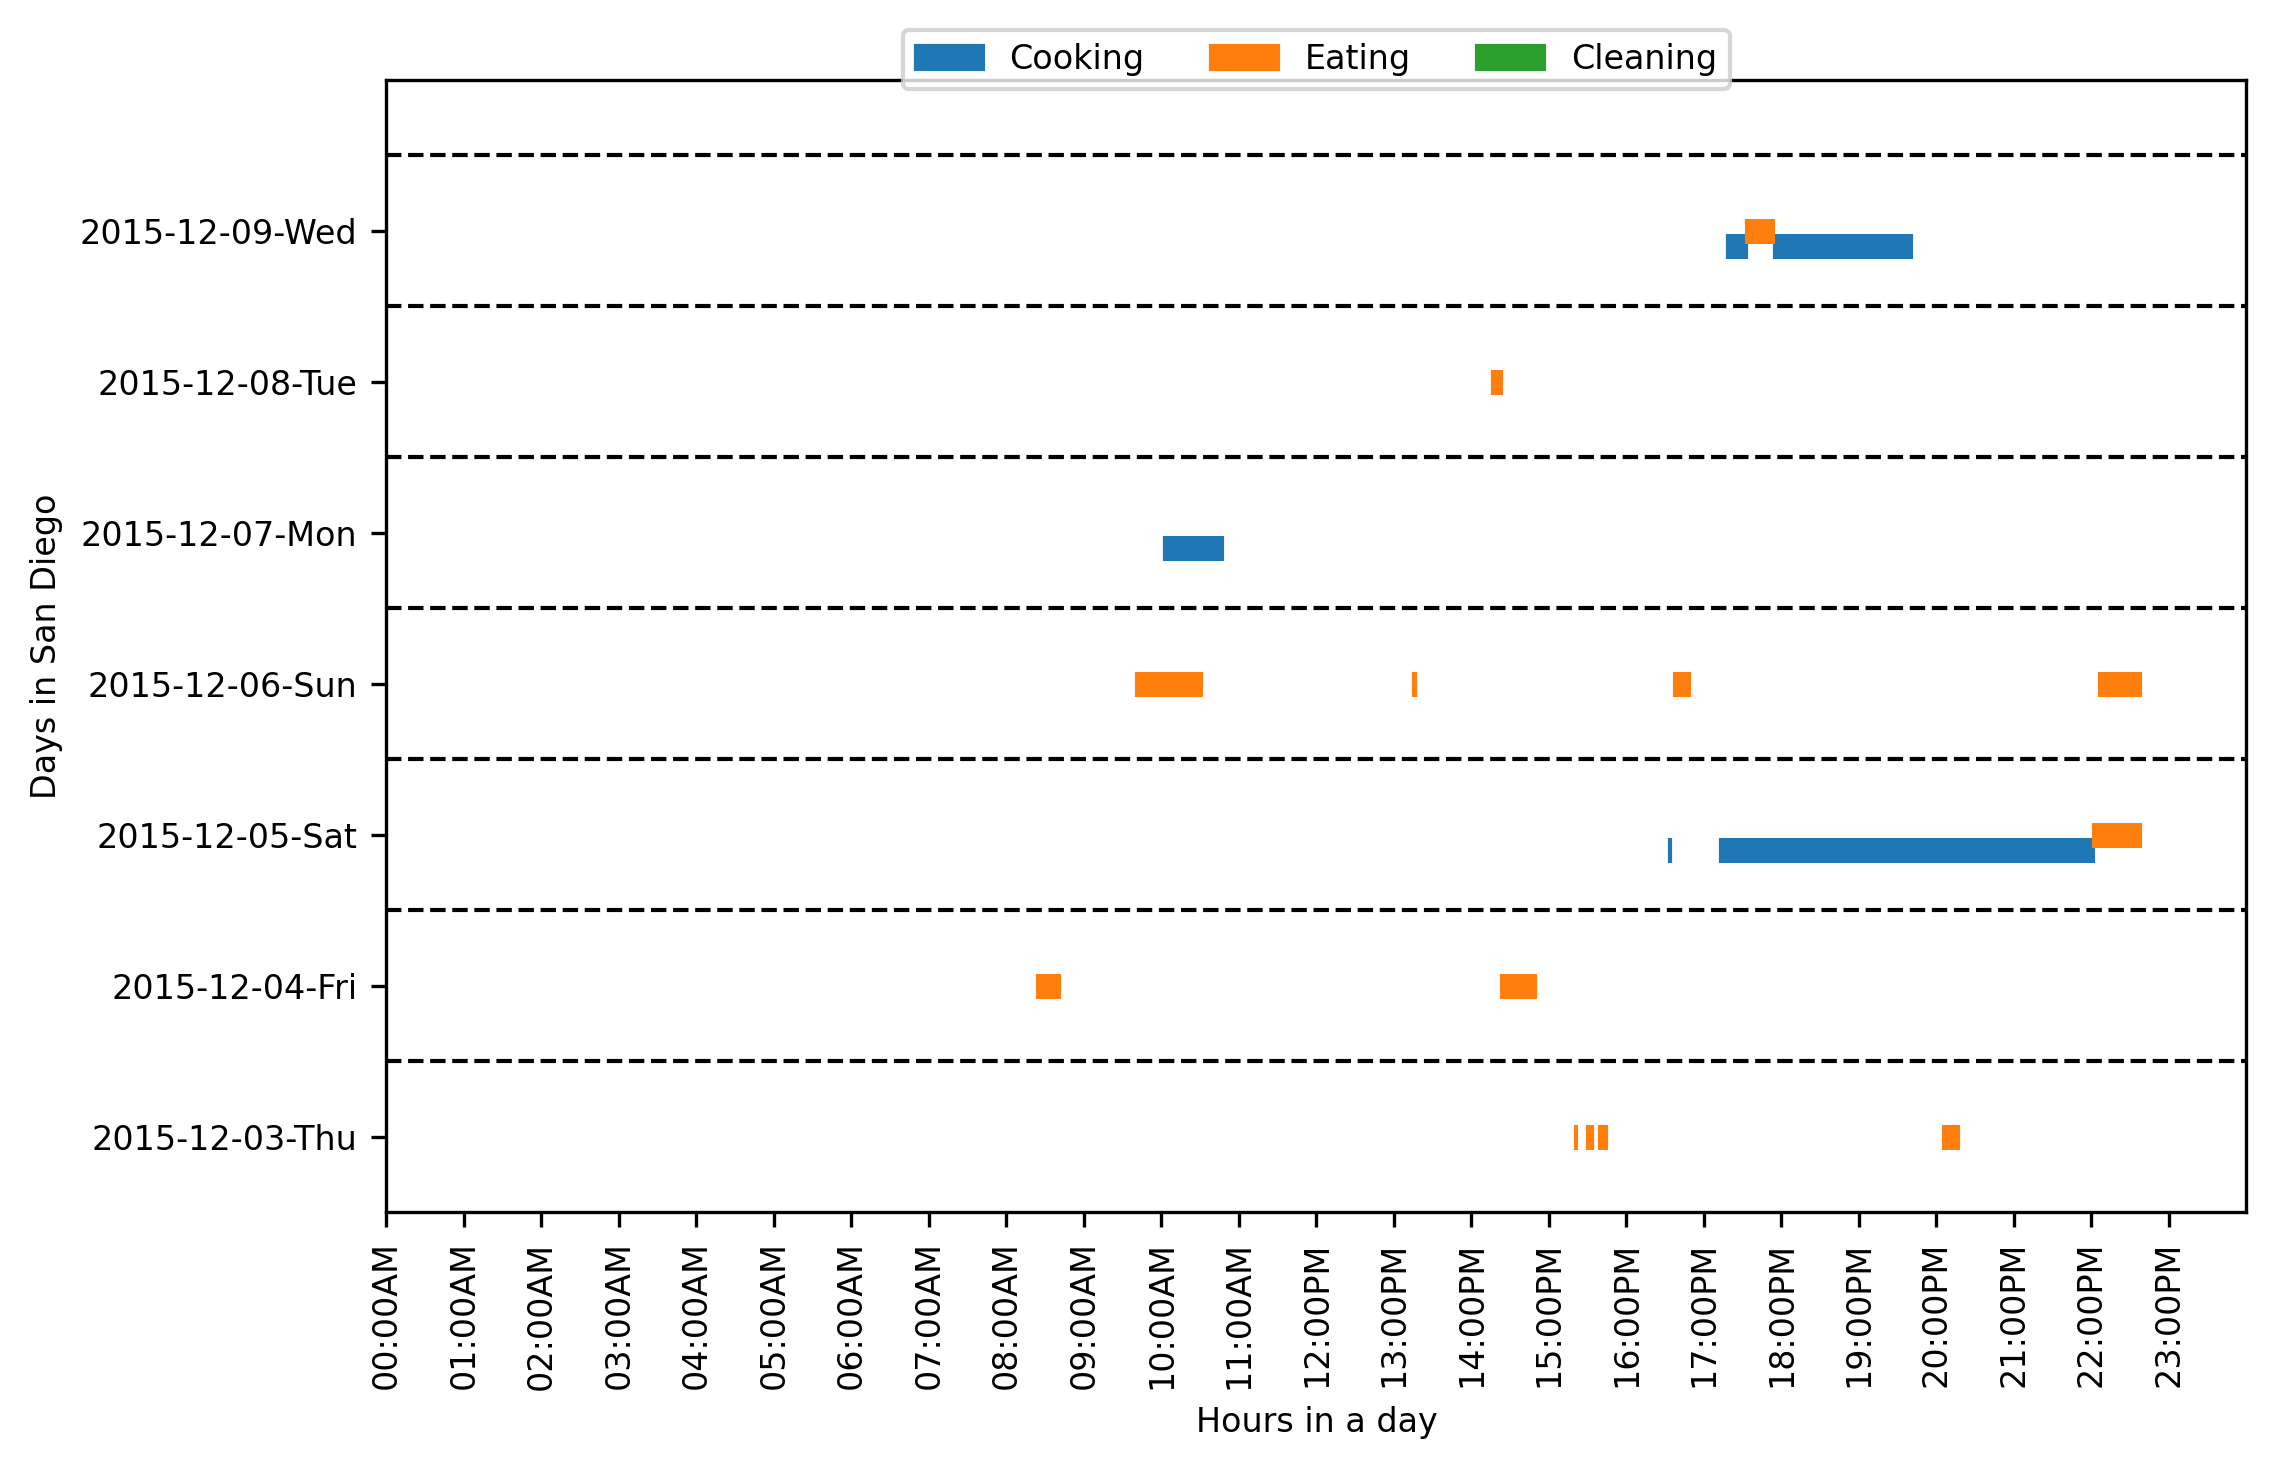 Cooking Eating Cleaning
2015-12-09-Wed
2015-12-08-Tue
2015-12-07-Mon
2015-12-06-Sun
2015-12-05-Sat
2015-12-04-Fri
2015-12-03-Thu
Days in San Diego
00:00AM
01:00AM
02:00AM
03:00AM
04:00AM
05:00AM
06:00AM
07:00AM
08:00AM
09:00AM
10:00AM
11:00AM
12:00PM
13:00PM
14:00PM
15:00PM
16:00PM
17:00PM
18:00PM
19:00PM
20:00PM
21:00PM
22:00PM
23:00PM
Hours in a day